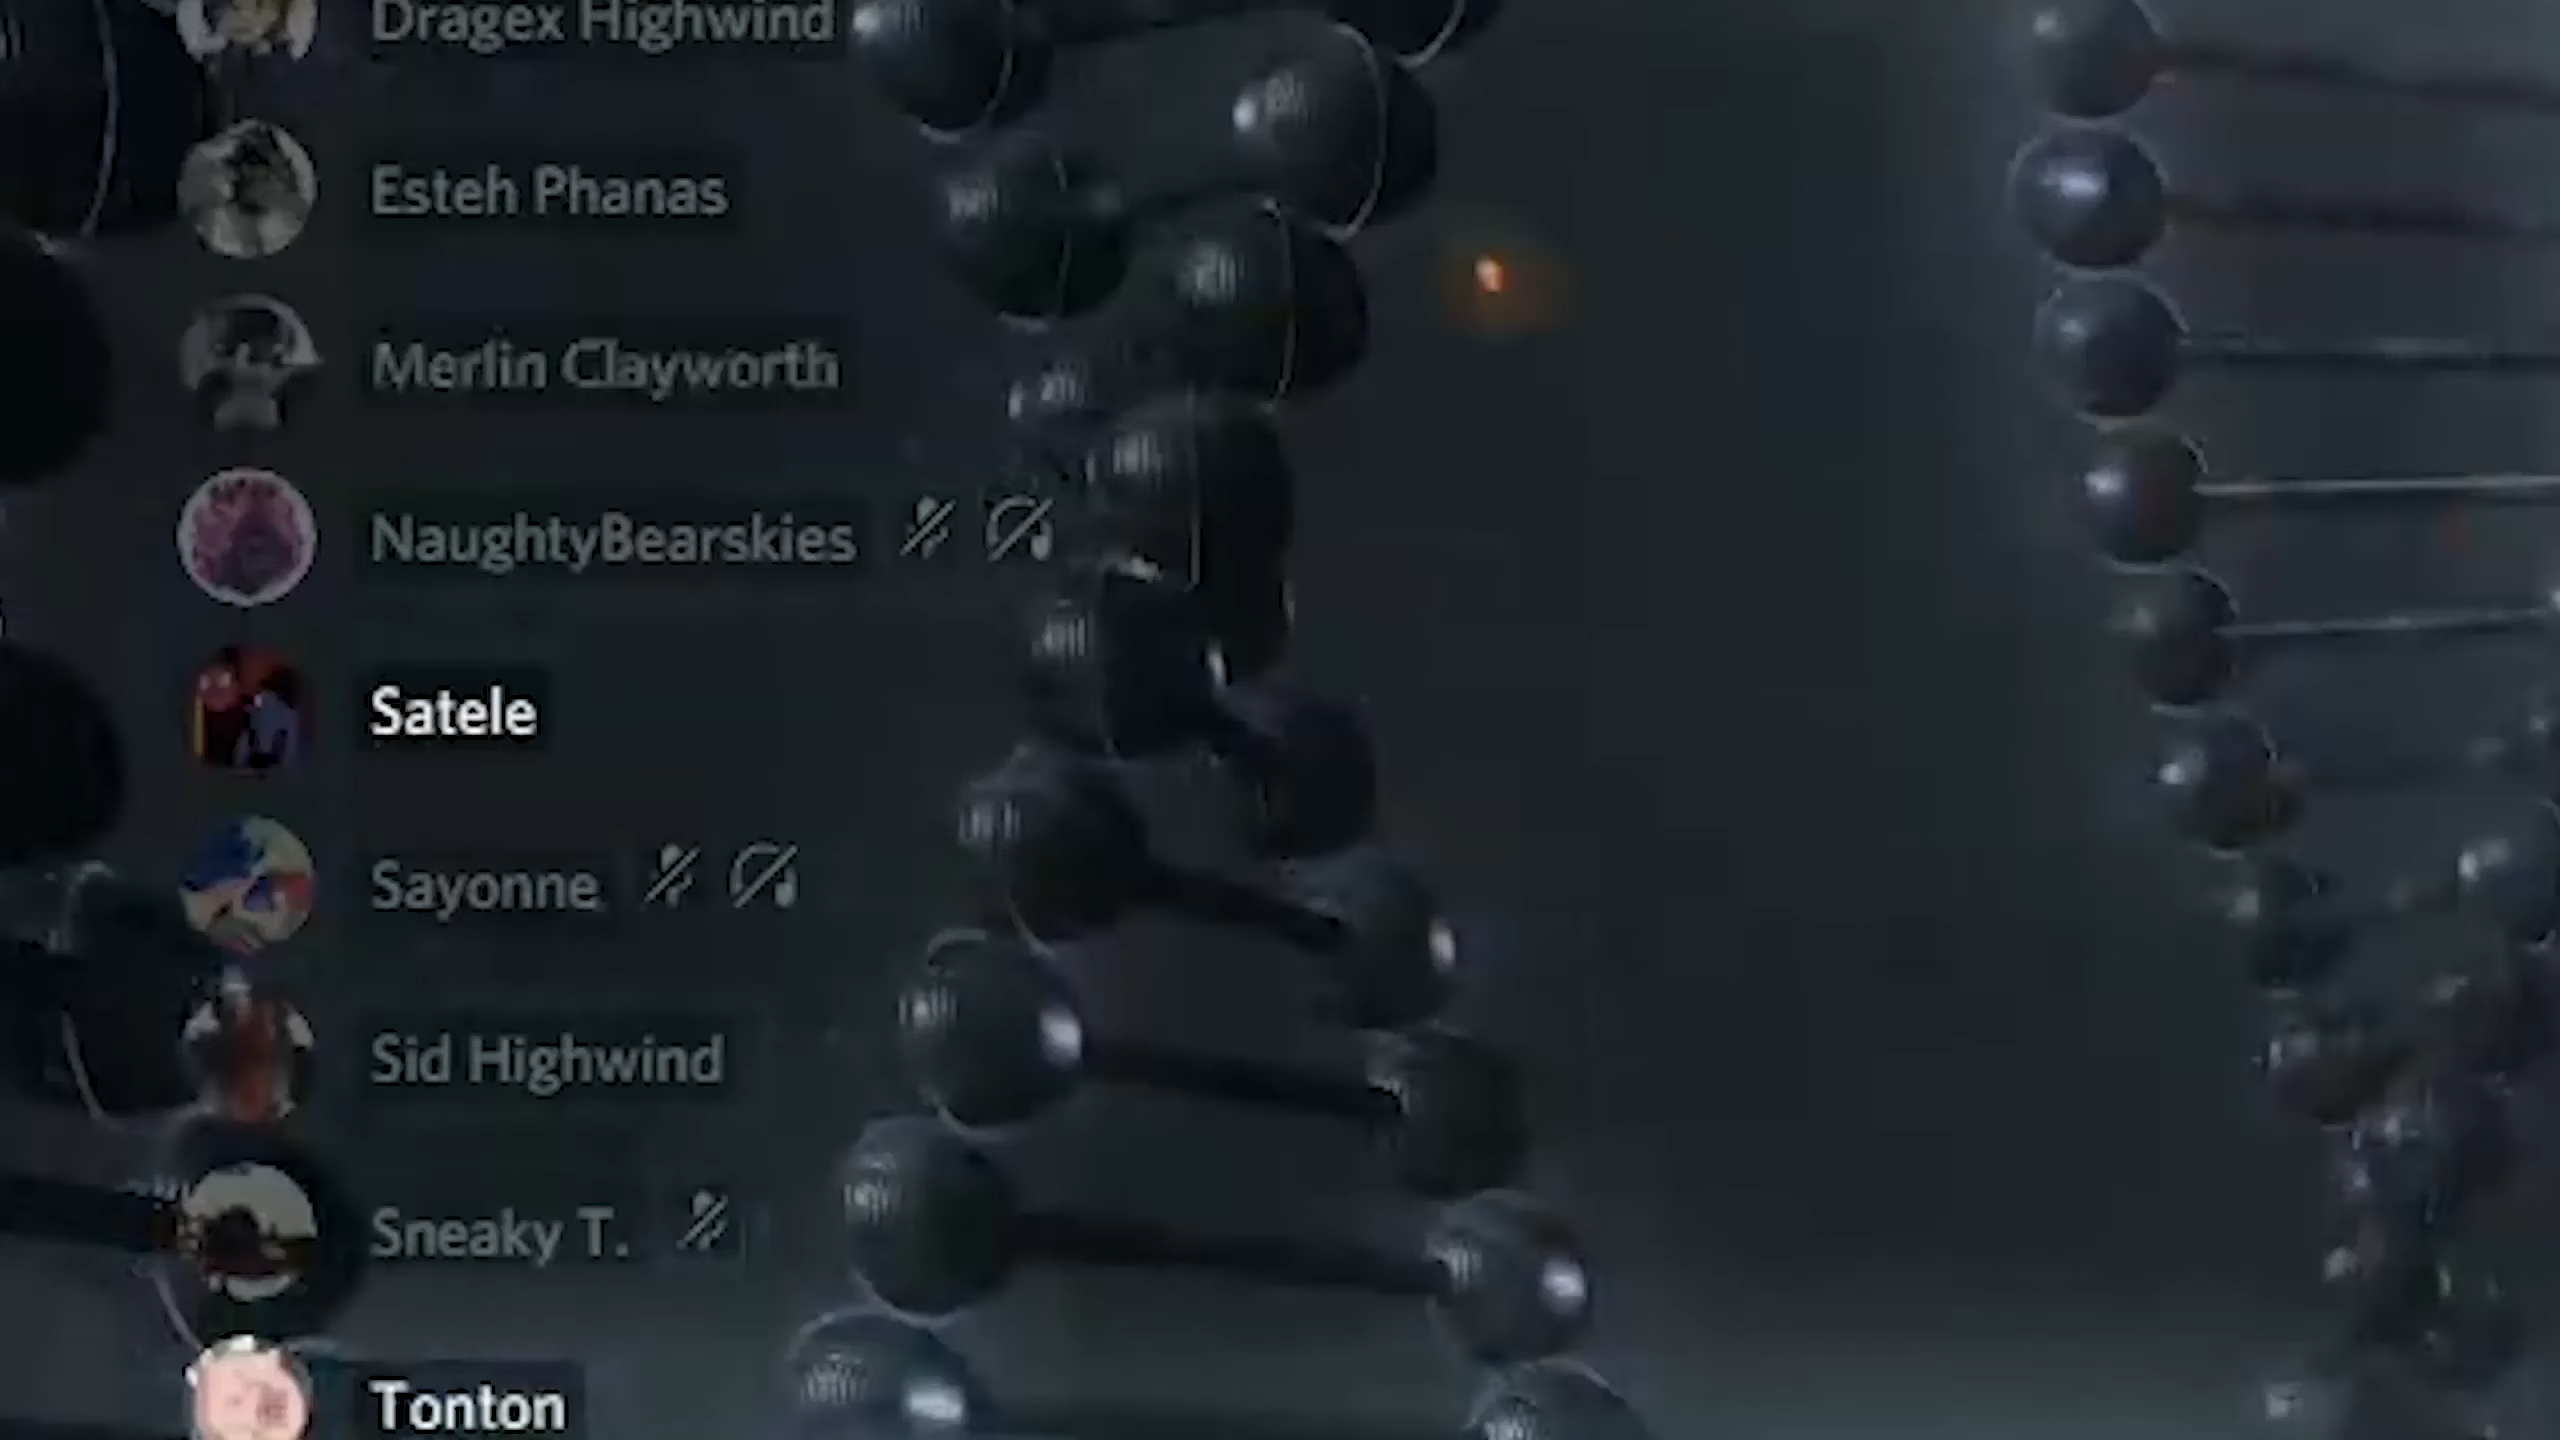 Dragex Highwind
Esteh Phanas
Merlin Clayworth
NaughtyBearskies
Satele
Sayonne
Sid Highwind
Sneaky T.
Tonton